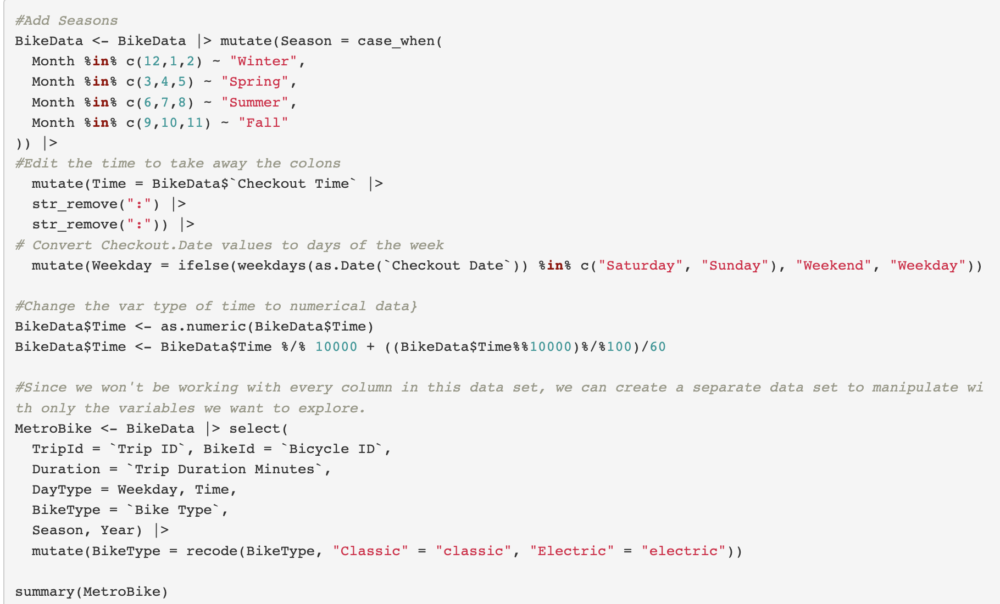 #Add Seasons
BikeData <- BikeData |> mutate(Season = case_when(
  Month %in% c(12,1,2) ~ "Winter",
  Month %in% c(3,4,5) ~ "Spring",
  Month %in% c(6,7,8) ~ "Summer",
  Month %in% c(9,10,11) ~ "Fall"
)) |>
#Edit the time to take away the colons
  mutate(Time = BikeData$`Checkout Time` |>
  str_remove(":") |>
  str_remove(":")) |>
# Convert Checkout.Date values to days of the week
  mutate(Weekday = ifelse(weekdays(as.Date(`Checkout Date`)) %in% c("Saturday", "Sunday"), "Weekend", "Weekday"))

#Change the var type of time to numerical data}
BikeData$Time <- as.numeric(BikeData$Time)
BikeData$Time <- BikeData$Time %/% 10000 + ((BikeData$Time%%10000)%/%100)/60

#Since we won't be working with every column in this data set, we can create a separate data set to manipulate wi
th only the variables we want to explore.
MetroBike <- BikeData |> select(
  TripId = `Trip ID`, BikeId = `Bicycle ID`,
  Duration = `Trip Duration Minutes`,
  DayType = Weekday, Time,
  BikeType = `Bike Type`,
  Season, Year) |>
  mutate(BikeType = recode(BikeType, "Classic" = "classic", "Electric" = "electric"))

summary(MetroBike)